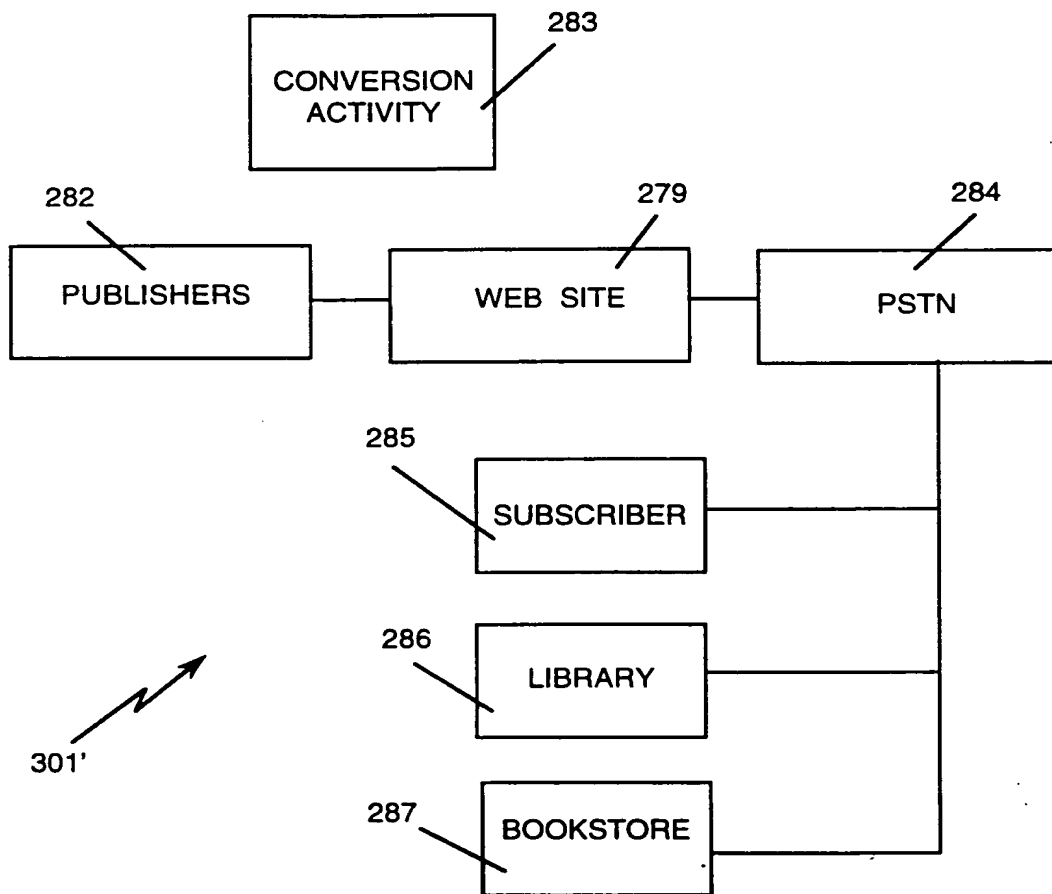 283
CONVERSION
ACTIVITY
282
279
284
PUBLISHERS
WEB SITE
PSTN
285
SUBSCRIBER
286
LIBRARY
301'
287
BOOKSTORE